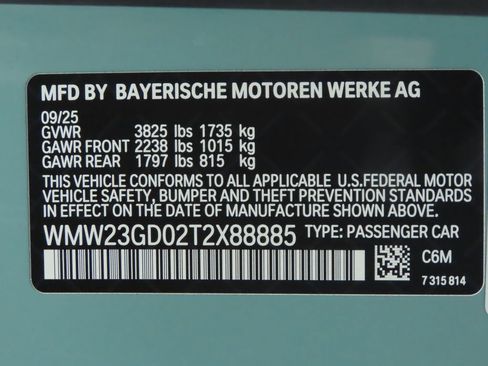 MFD BY BAYERISCHE MOTOREN WERKE AG
09/25
GVWR 3825 lbs 1735 kg
GAWR FRONT 2238 lbs 1015 kg
GAWR REAR 1797 lbs 815 kg
THIS VEHICLE CONFORMS TO ALL APPLICABLE U.S.FEDERAL MOTOR
VEHICLE SAFETY, BUMPER AND THEFT PREVENTION STANDARDS
IN EFFECT ON THE DATE OF MANUFACTURE SHOWN ABOVE.
WMW23GD02T2X88885 TYPE: PASSENGER CAR
C6M
7 315 814